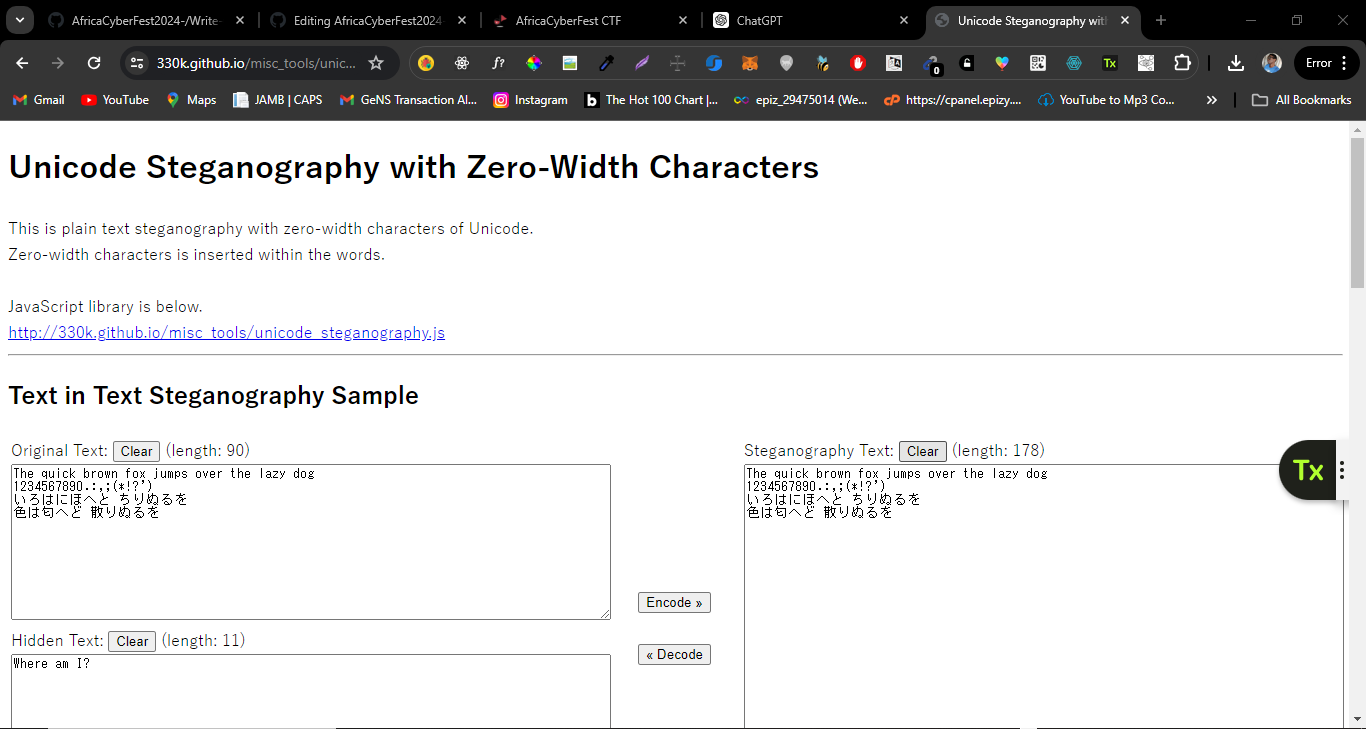 AfricaCyberFest2024-/Write-
Editing AfricaCyberFest2024
AfricaCyberFest CTF
ChatGPT
Unicode Steganography with
330k.github.io/misc_tools/unic...
Error
Gmail
YouTube
Maps
JAMB | CAPS
GeNS Transaction Al...
Instagram
The Hot 100 Chart |...
epiz_29475014 (We...
https://cpanel.epizy....
YouTube to Mp3 Co...
»
All Bookmarks
Unicode Steganography with Zero-Width Characters
This is plain text steganography with zero-width characters of Unicode.
Zero-width characters is inserted within the words.
JavaScript library is below.
http://330k.github.io/misc_tools/unicode_steganography.js
Text in Text Steganography Sample
Original Text: Clear (length: 90)
The quick brown fox jumps over the lazy dog
1234567890.:,;(*!?')
いろはにほへと ちりぬるを
色は匂へど 散りぬるを
Hidden Text: Clear (length: 11)
Where am I?
Encode »
« Decode
Steganography Text: Clear (length: 178)
The quick brown fox jumps over the lazy dog
1234567890.:,;(*!?')
いろはにほへと ちりぬるを
色は匂へど 散りぬるを
Tx